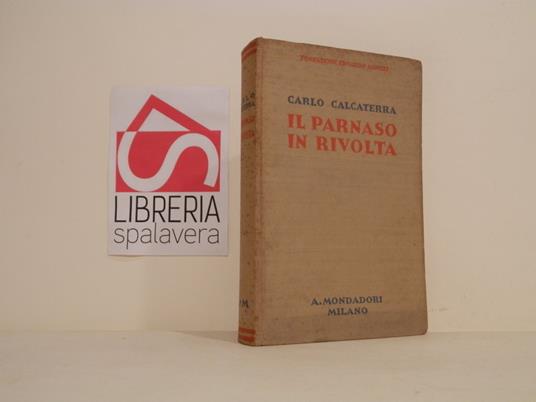 LIBRERIA
spalavera
CARLO CALCATERRA
IL PARNASO
IN RIVOLTA
A. MONDADORI
MILANO